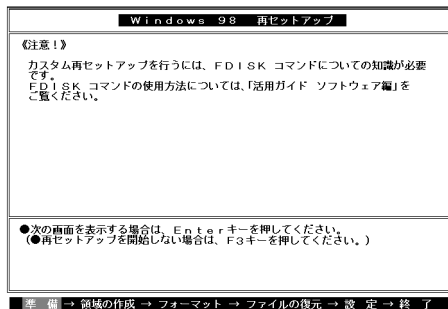 Ｗｉｎｄｏｗｓ　９８　再セットアップ
《注意！》
カスタム再セットアップを行うには、ＦＤＩＳＫ コマンドについての知識が必要
です。
ＦＤＩＳＫ コマンドの使用方法については、「活用ガイド ソフトウェア編」を
ご覧ください。
●次の画面を表示する場合は、Ｅｎｔｅｒキーを押してください。
（●再セットアップを開始しない場合は、Ｆ３キーを押してください。）
準　備 → 領域の作成 → フォーマット → ファイルの復元 → 設　定 → 終　了